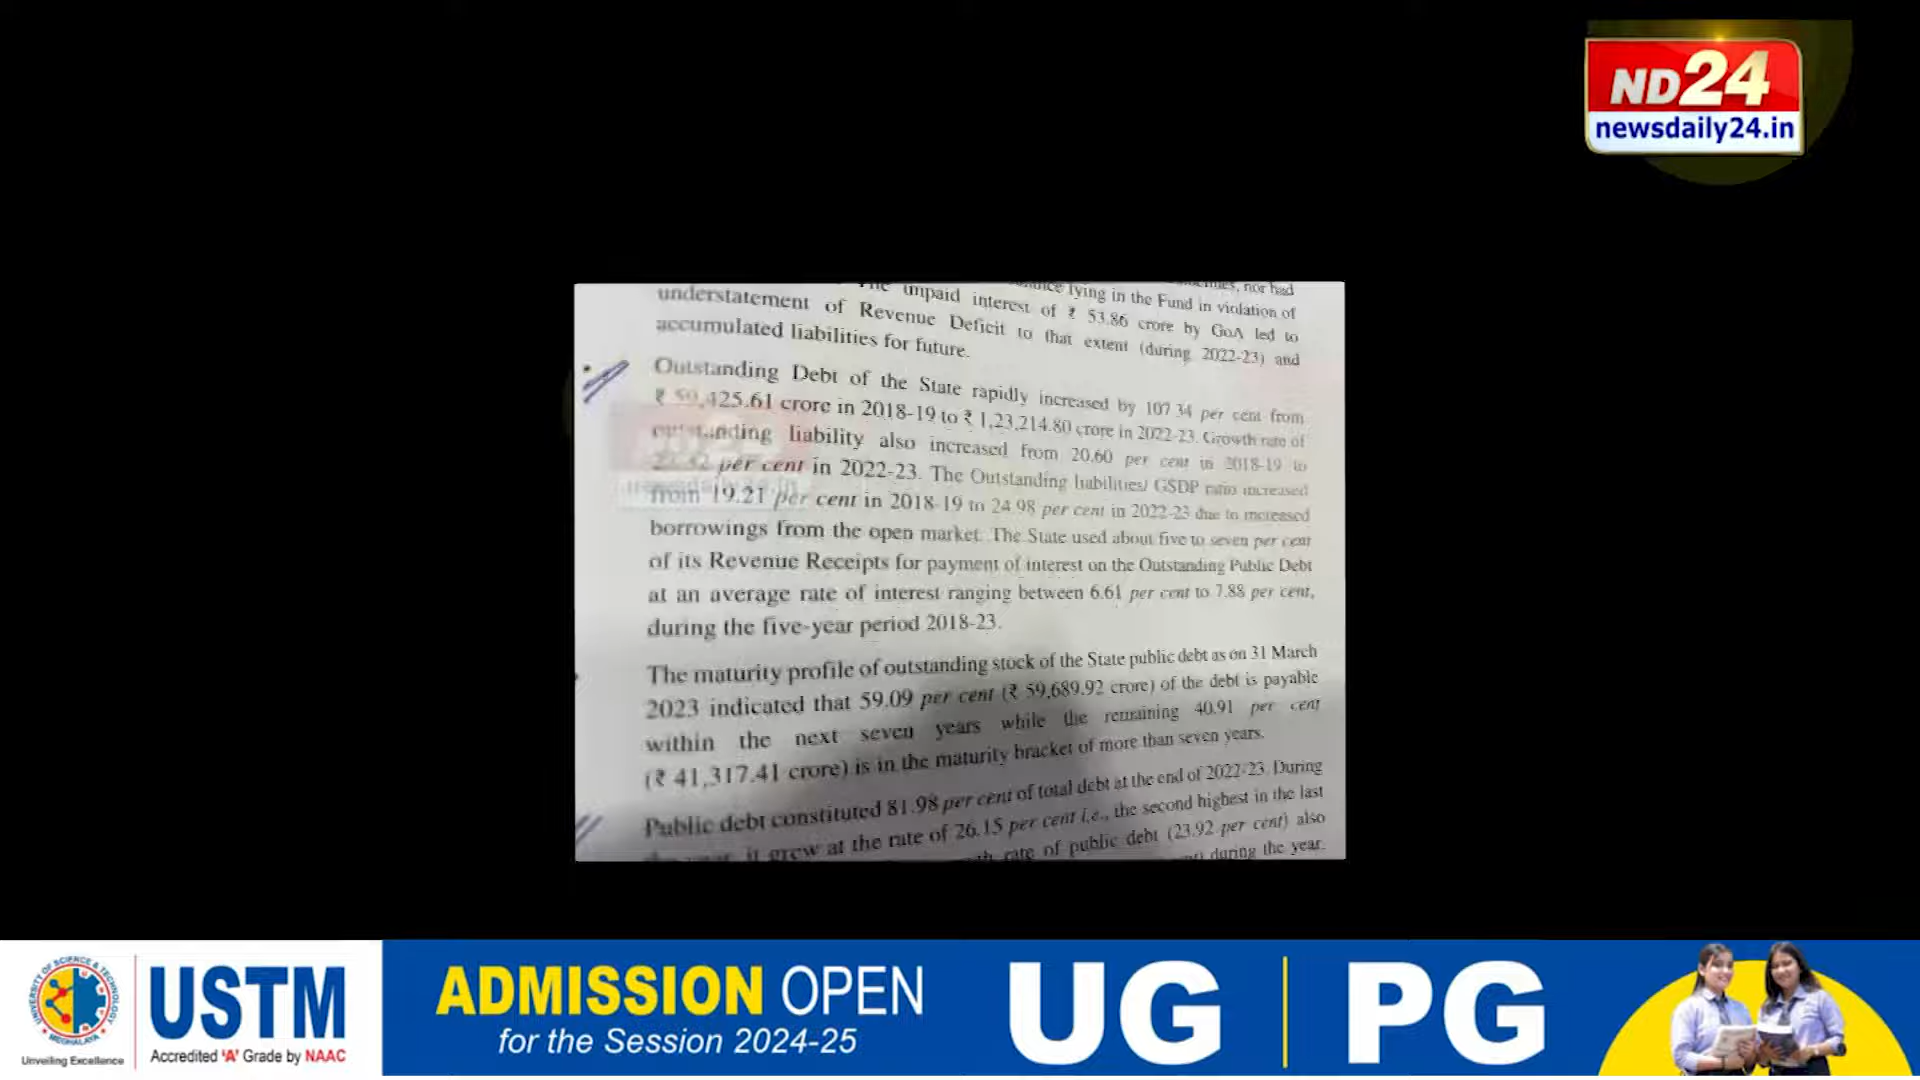 ND24
newsdaily24.in
lying in the Fund in violation of
unpaid interest of ₹ 53.86 crore by GoA led to
understatement of Revenue Deficit to that extent (during 2022-23) and
accumulated liabilities for future.
Outstanding Debt of the State rapidly increased by 107.34 per cent from
₹ 59,425.61 crore in 2018-19 to ₹ 1,23,214.80 crore in 2022-23. Growth rate of
outstanding liability also increased from 20.60 per cent in 2018-19 to
per cent in 2022-23. The Outstanding liabilities/ GSDP ratio increased
from 19.21 per cent in 2018-19 to 24.98 per cent in 2022-23 due to increased
borrowings from the open market. The State used about five to seven per cent
of its Revenue Receipts for payment of interest on the Outstanding Public Debt
at an average rate of interest ranging between 6.61 per cent to 7.88 per cent,
during the five-year period 2018-23.
The maturity profile of outstanding stock of the State public debt as on 31 March
2023 indicated that 59.09 per cent (₹ 59,689.92 crore) of the debt is payable
within the next seven years while the remaining 40.91 per cent
(₹ 41,317.41 crore) is in the maturity bracket of more than seven years.
Public debt constituted 81.98 per cent of total debt at the end of 2022-23. During
it grew at the rate of 26.15 per cent i.e., the second highest in the last
rate of public debt (23.92 per cent) also
during the year.
UNIVERSITY OF SCIENCE & TECHNOLOGY
MEGHALAYA
Unveiling Excellence
USTM
Accredited 'A' Grade by NAAC
ADMISSION OPEN
for the Session 2024-25
UG
PG